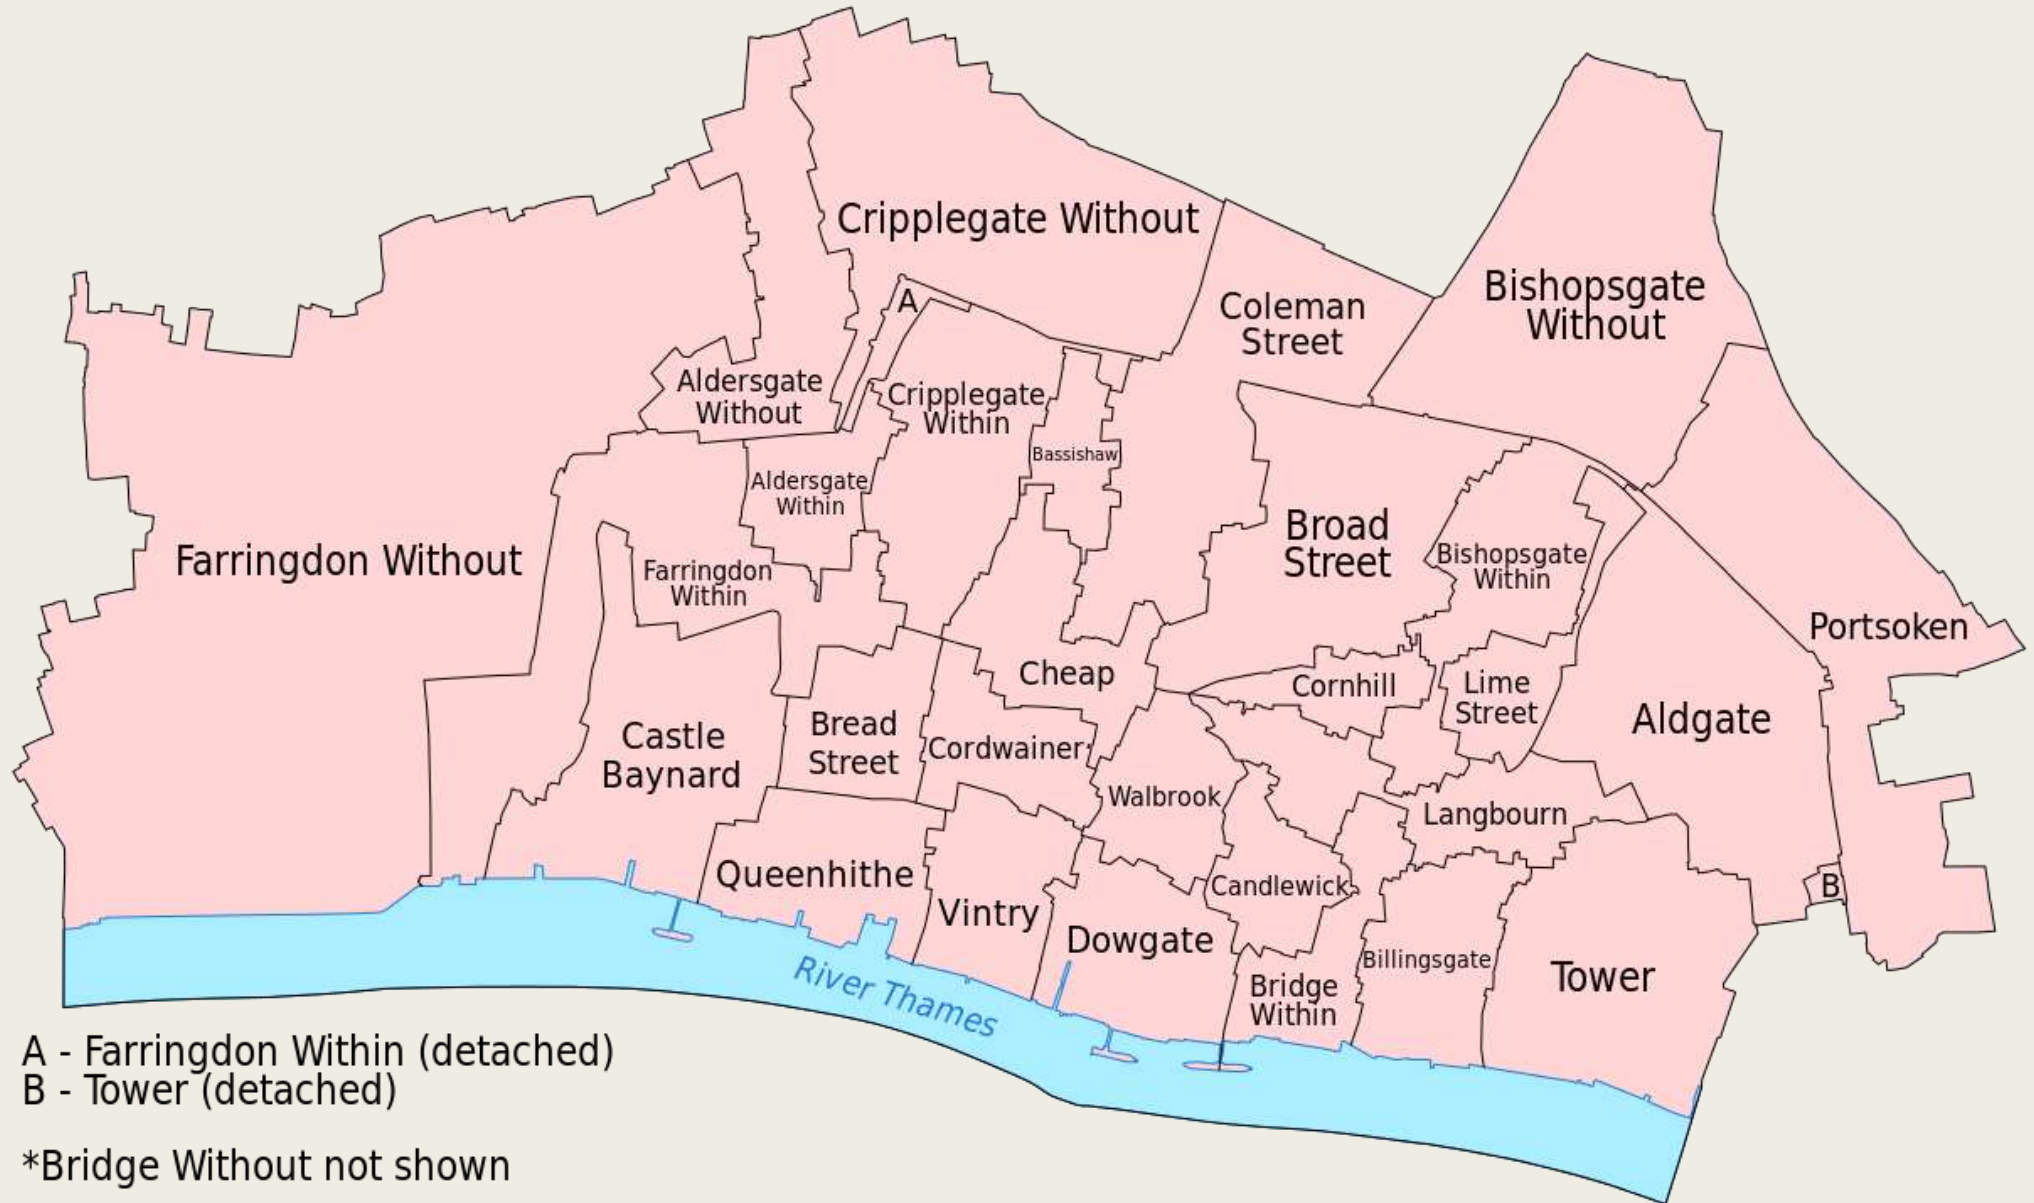 Cripplegate Without
Bishopsgate
Without
A
Coleman
Street
Aldersgate
Without
Cripplegate
Within
Bassishaw
Aldersgate
Within
Farringdon Without
Broad
Street
Bishopsgate
Within
Farringdon
Within
Portsoken
Cheap
Cornhill
Lime
Street
Aldgate
Castle
Baynard
Bread
Street
Cordwainer
Walbrook
Langbourn
Queenhithe
Candlewick
B
Vintry
Dowgate
Billingsgate
Tower
Bridge
Within
River Thames
A - Farringdon Within (detached)
B - Tower (detached)
*Bridge Without not shown